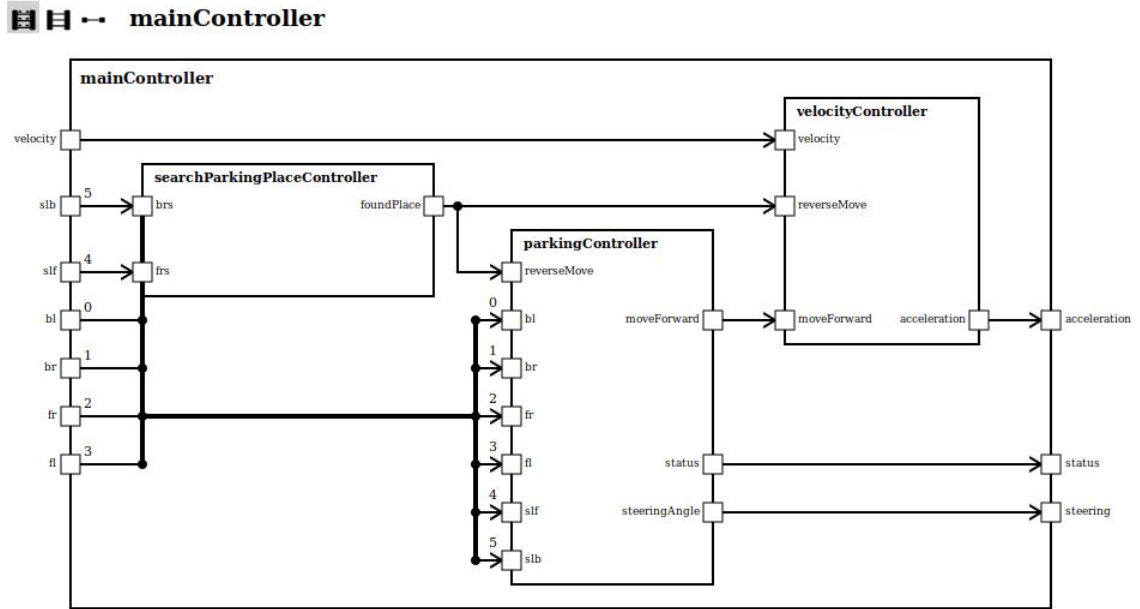 mainController
mainController
velocityController
velocity velocity
searchParkingPlaceController
slb 5 brs foundPlace reverseMove
parkingController
slf 4 frs reverseMove
bl 0 0 bl moveForward moveForward acceleration acceleration
br 1 1 br
fr 2 2 fr
fl 3 3 fl status status
4 slf steeringAngle steering
5 slb